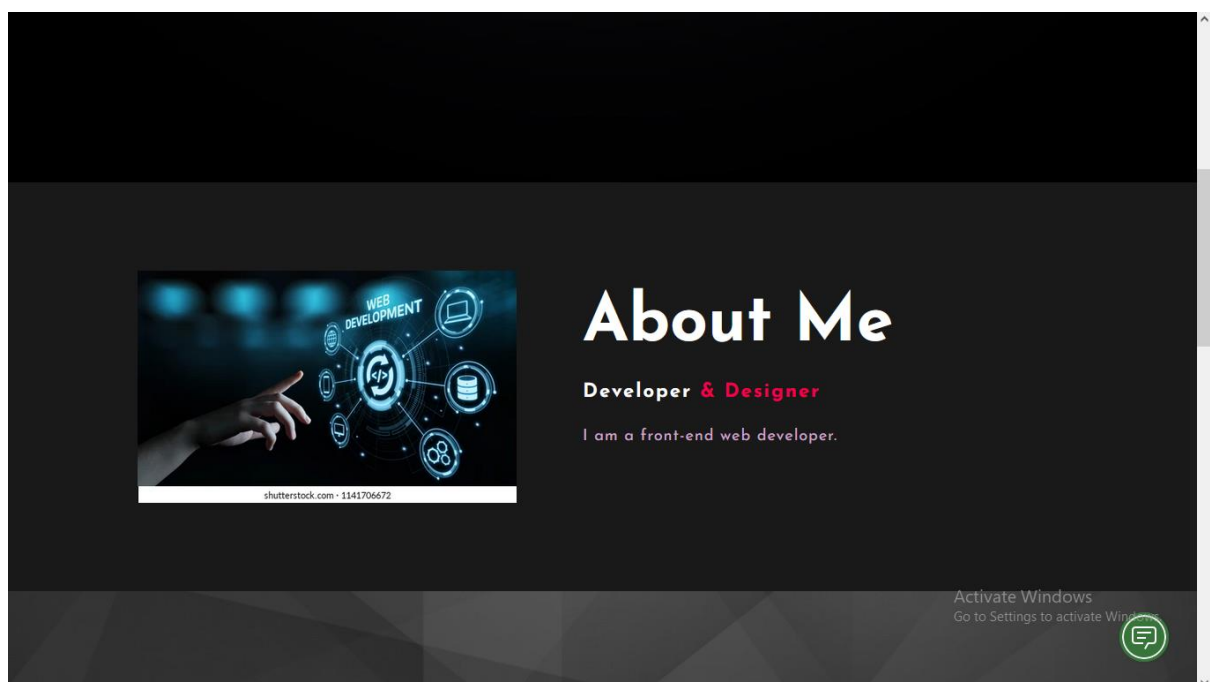 WEB
DEVELOPMENT
</>
shutterstock.com · 1141706672
About Me
Developer & Designer
I am a front-end web developer.
Activate Windows
Go to Settings to activate Windows.